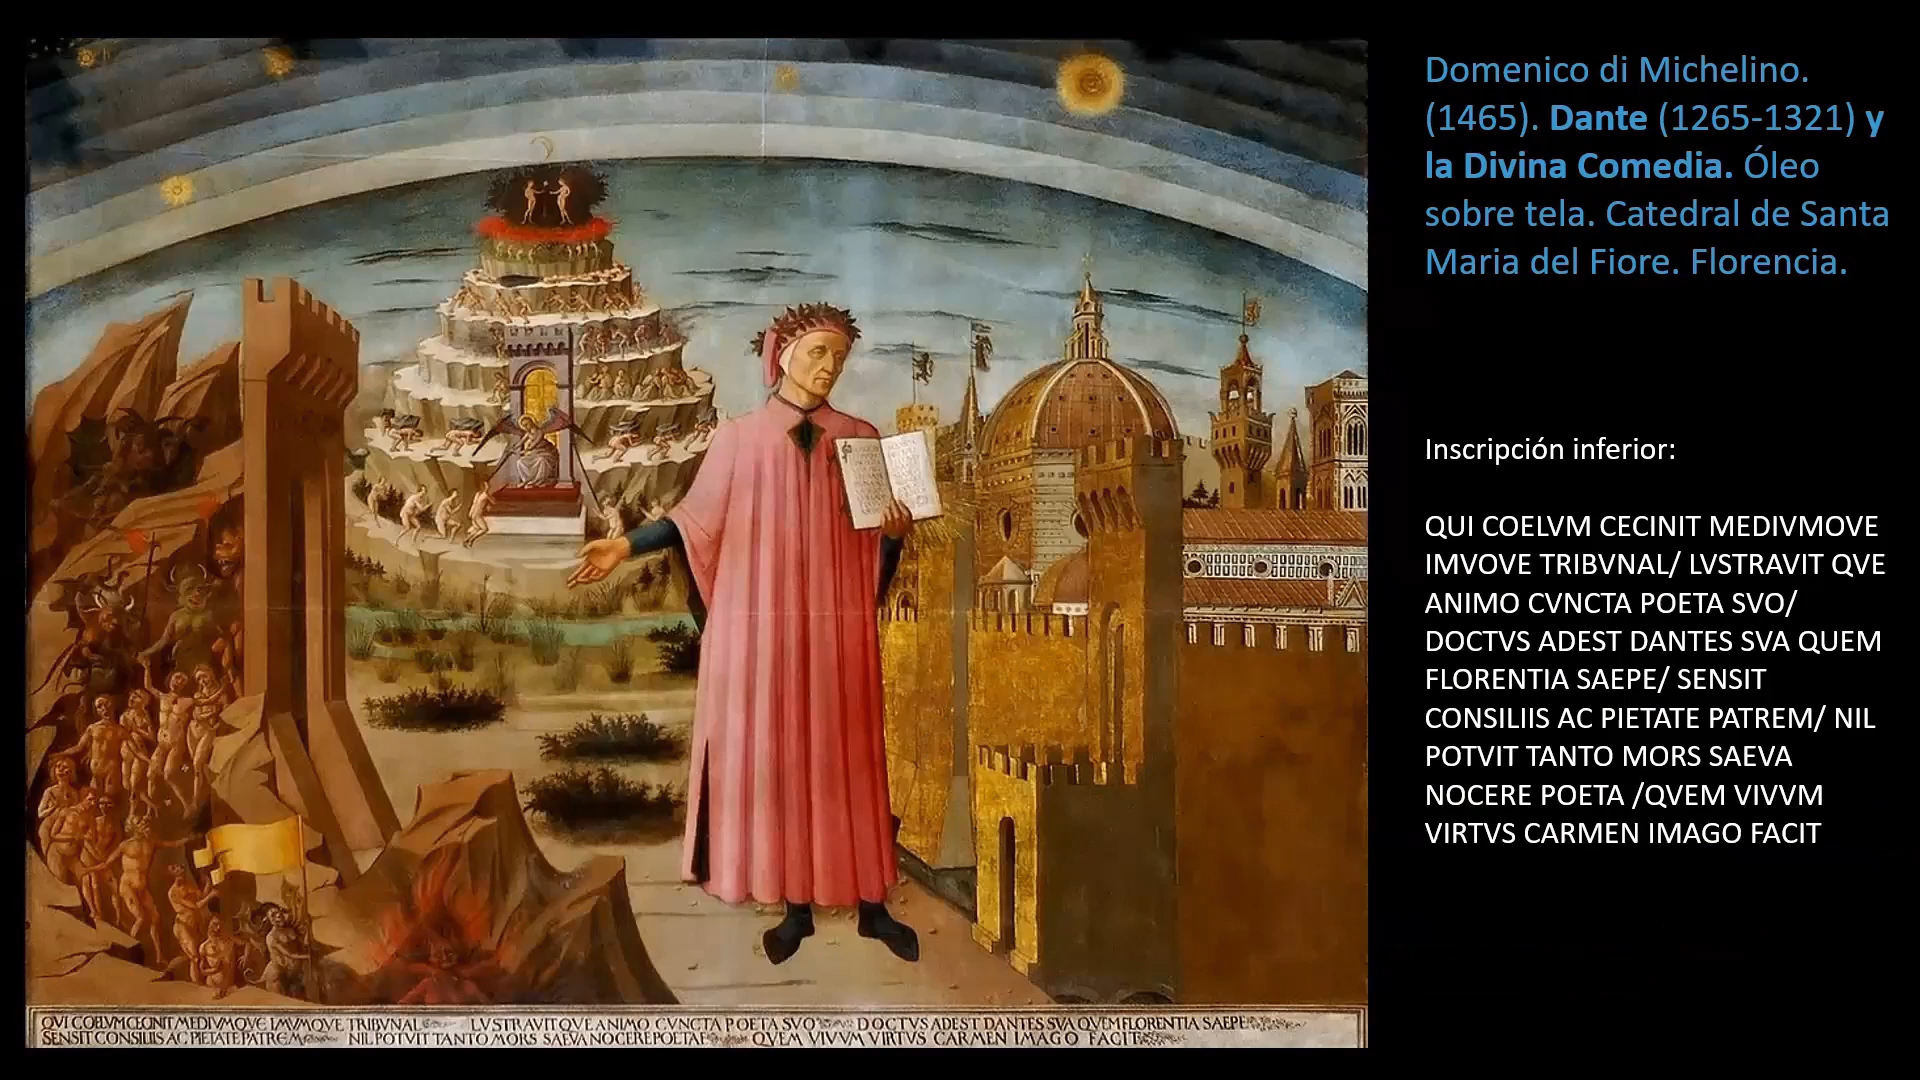 Domenico di Michelino.
(1465). Dante (1265-1321) y
la Divina Comedia. Óleo
sobre tela. Catedral de Santa
Maria del Fiore. Florencia.
Inscripción inferior:
QUI COELVM CECINIT MEDIVMOVE
IMVOVE TRIBVNAL/ LVSTRAVIT QVE
ANIMO CVNCTA POETA SVO/
DOCTVS ADEST DANTES SVA QUEM
FLORENTIA SAEPE/ SENSIT
CONSILIIS AC PIETATE PATREM/ NIL
POTVIT TANTO MORS SAEVA
NOCERE POETA /QVEM VIVVM
VIRTVS CARMEN IMAGO FACIT
QVI COELVM CECINIT MEDIVMQVE IMVMQVE TRIBVNAL LVSTRAVIT QVE ANIMO CVNCTA POETA SVO DOCTVS ADEST DANTES SVA QVEM FLORENTIA SAEPE
SENSIT CONSILIIS AC PIETATE PATREM NIL POTVIT TANTO MORS SAEVA NOCERE POETAE QVEM VIVVM VIRTVS CARMEN IMAGO FACIT